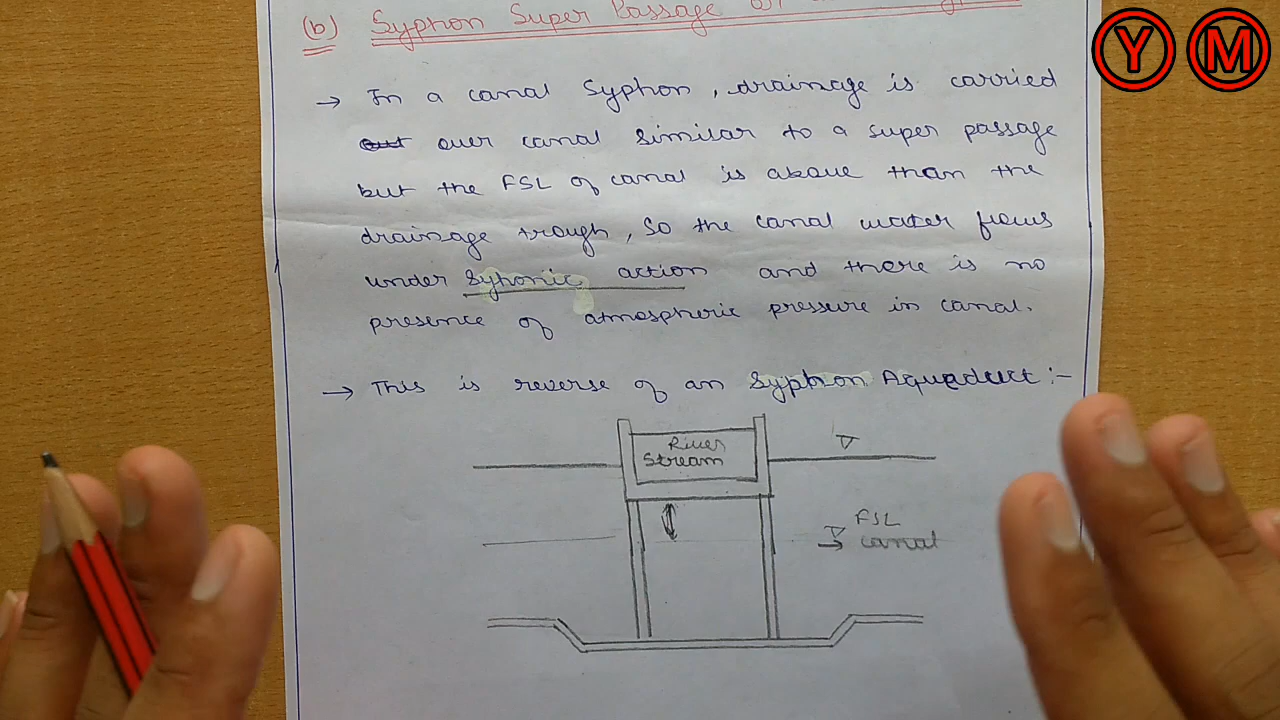 (b) Syphon Super Passage or
→ In a canal Syphon, drainage is carried
out over canal similar to a super passage
but the FSL of canal is above than the
drainage trough, so the canal water flows
under Syhonic action and there is no
presence of atmospheric pressure in canal.
→ This is reverse of an Syphon Aqueduct :-
River
Stream
FSL
→ canal
Y M